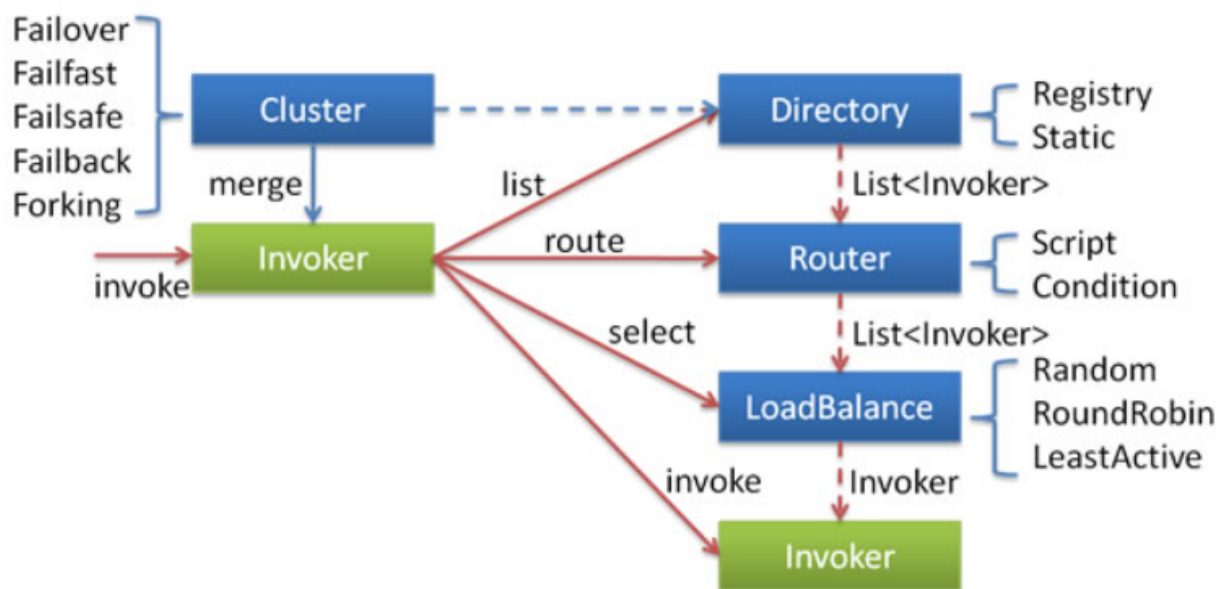 Failover
Failfast
Failsafe
Failback
Forking
Cluster
Directory
Registry
Static
merge
list
List<Invoker>
invoke
Invoker
route
Router
Script
Condition
select
List<Invoker>
LoadBalance
Random
RoundRobin
LeastActive
invoke
Invoker
Invoker